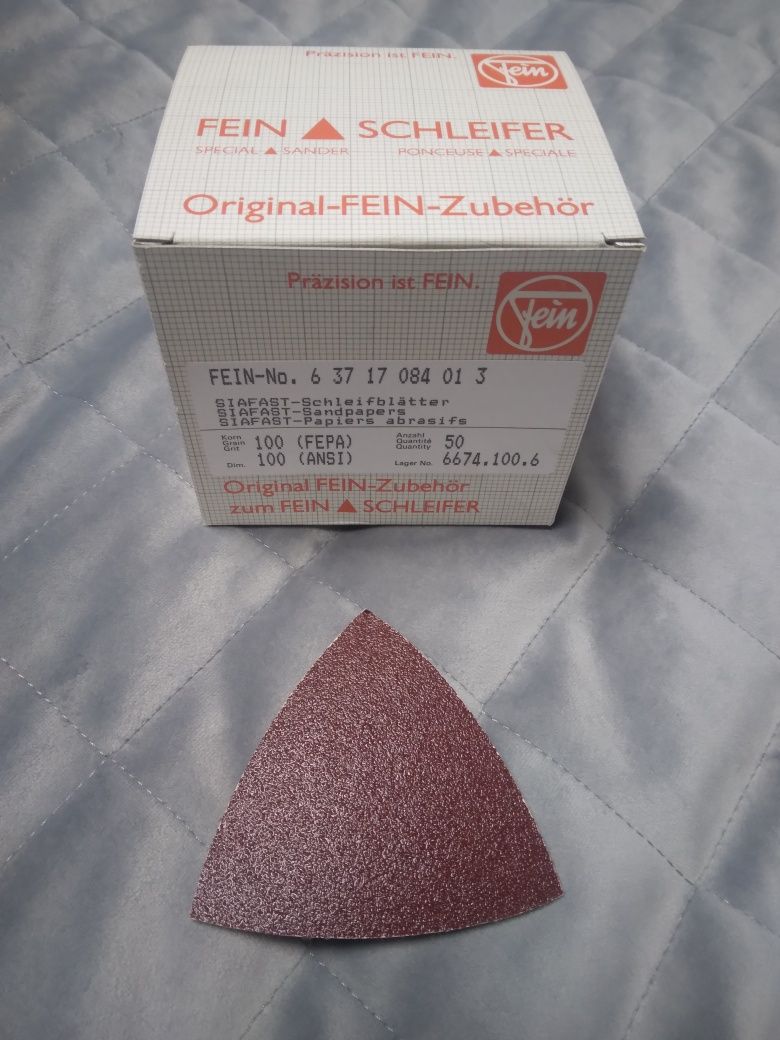 Präzision ist FEIN.
Fein
FEIN ▲ SCHLEIFER
SPECIAL ▲ SANDER PONCEUSE ▲ SPECIALE
Original-FEIN-Zubehör
Präzision ist FEIN.
Fein
FEIN-No. 6 37 17 084 01 3
SIAFAST-Schleifblätter
SIAFAST-Sandpapers
SIAFAST-Papiers abrasifs
Korn
Grain
Grit
100 (FEPA)
Anzahl
Quantité
Quantity
50
Dim. 100 (ANSI) Lager No. 6674.100.6
Original FEIN-Zubehör
zum FEIN ▲ SCHLEIFER